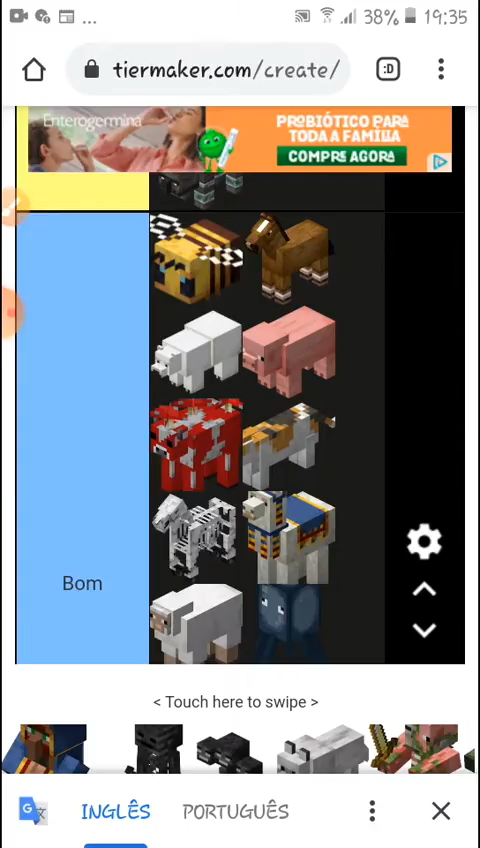 ... 38% 19:35
tiermaker.com/create/
:D
Enterogermina
PROBIÓTICO PARA
TODA A FAMÍLIA
COMPRE AGORA
Bom
< Touch here to swipe >
G
INGLÊS PORTUGUÊS